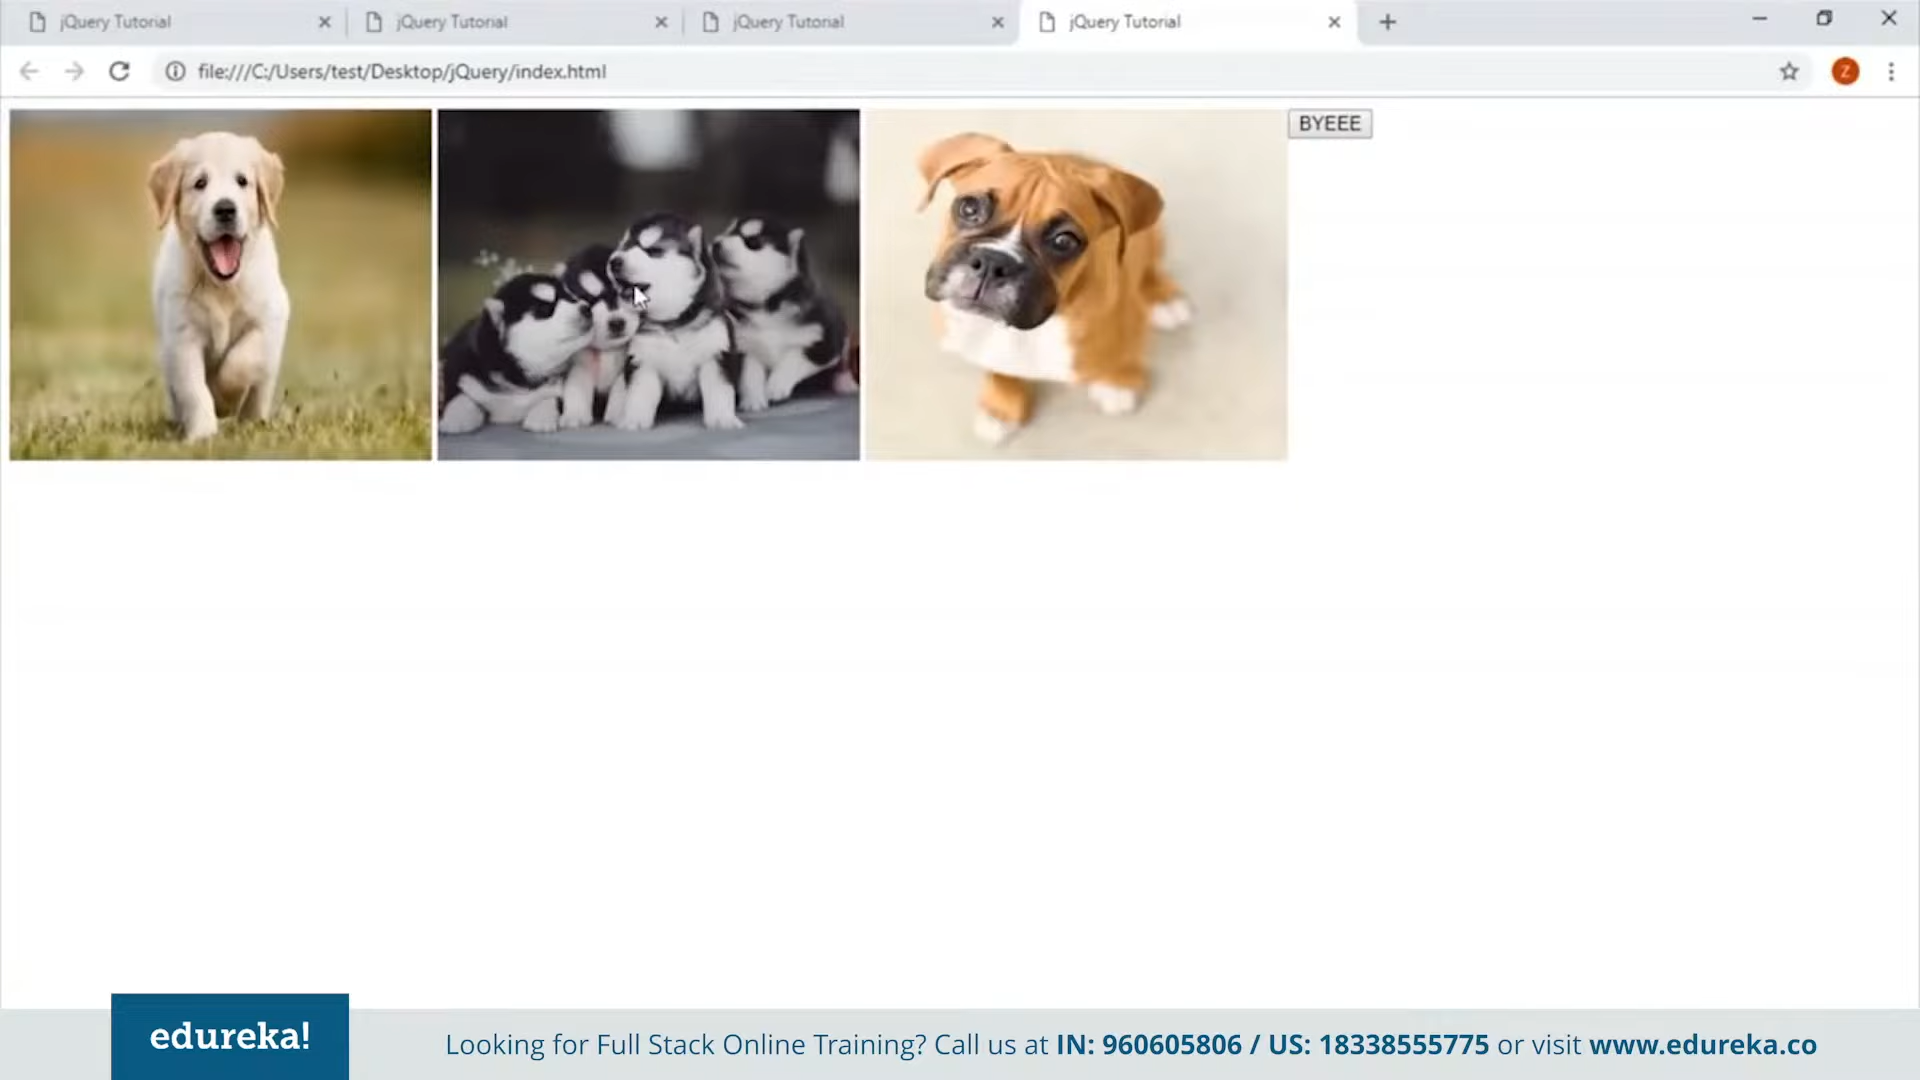 jQuery Tutorial
jQuery Tutorial
jQuery Tutorial
jQuery Tutorial
file:///C:/Users/test/Desktop/jQuery/index.html
Z
BYEEE
edureka!
Looking for Full Stack Online Training? Call us at IN: 960605806 / US: 18338555775 or visit www.edureka.co